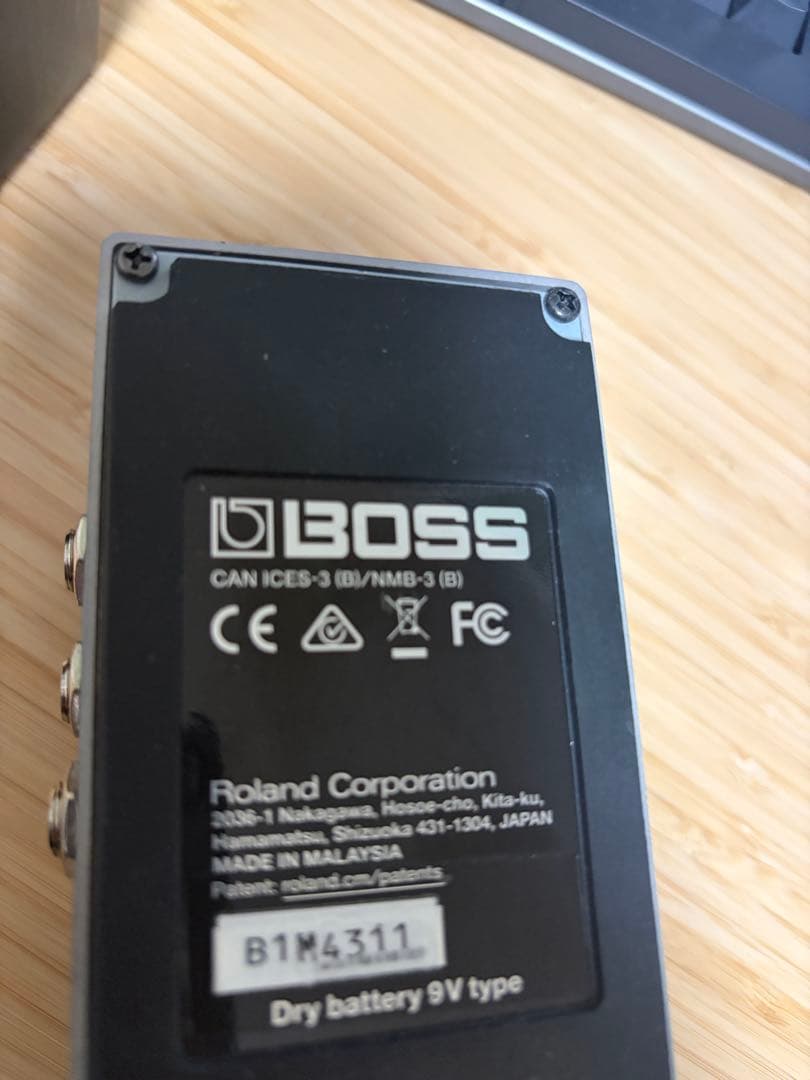 BOSS
CAN ICES-3 (B)/NMB-3 (B)
CE
FC
Roland Corporation
2036-1 Nakagawa, Hosoe-cho, Kita-ku,
Hamamatsu, Shizuoka 431-1304, JAPAN
MADE IN MALAYSIA
Patent: roland.cm/patents
B1M4311
Dry battery 9V type